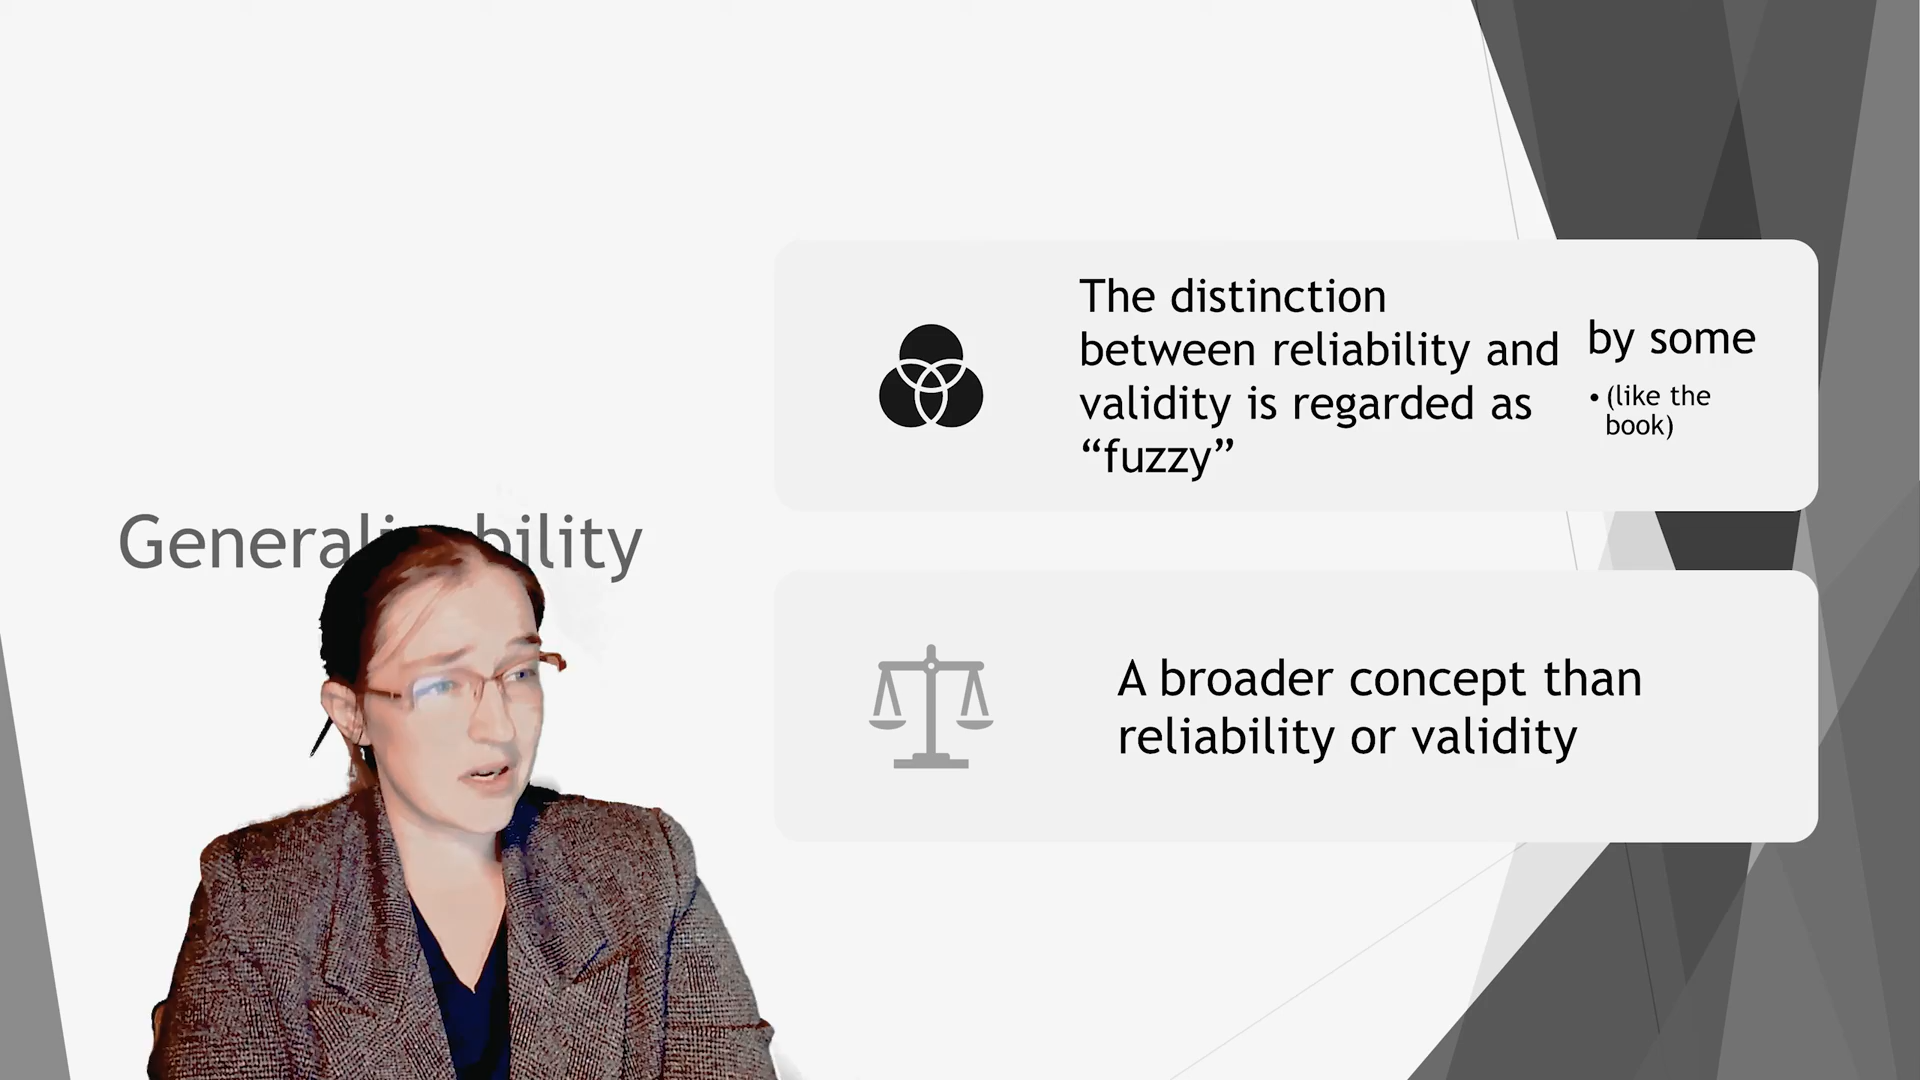 The distinction
between reliability and
validity is regarded as
“fuzzy”
by some
• (like the
book)
A broader concept than
reliability or validity